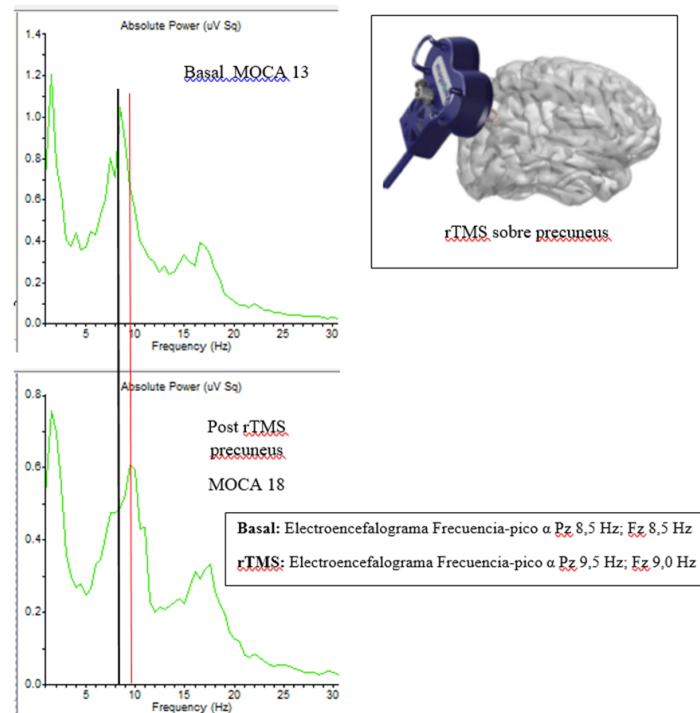 Absolute Power (uV Sq)
Basal MOCA 13
1.4
1.2
1.0
0.8
0.6
0.4
0.2
0.0
5 10 15 20 25 30
Frequency (Hz)
rTMS sobre precuneus
Absolute Power (uV Sq)
Post rTMS
precuneus
MOCA 18
0.8
0.6
0.4
0.2
0.0
5 10 15 20 25 30
Frequency (Hz)
Basal: Electroencefalograma Frecuencia-pico α Pz 8,5 Hz; Fz 8,5 Hz
rTMS: Electroencefalograma Frecuencia-pico α Pz 9,5 Hz; Fz 9,0 Hz